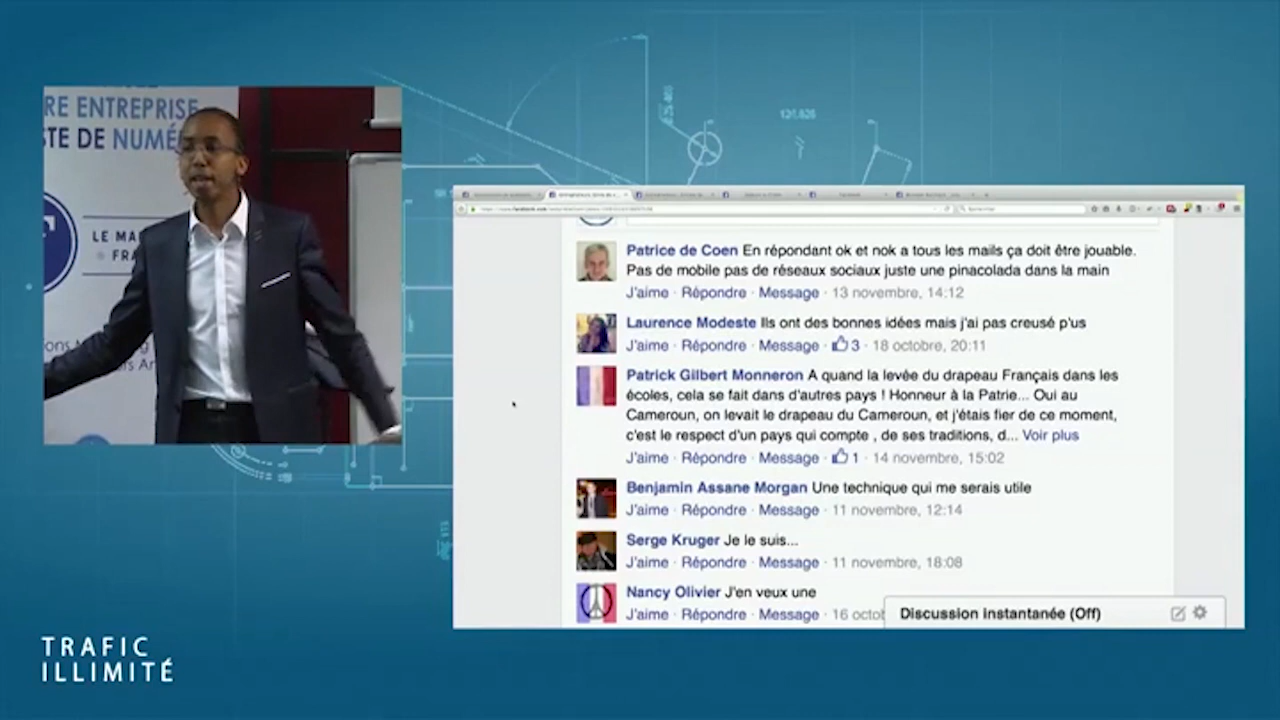 RE ENTREPRISE
STE DE NUMÉ
LE MA
FRA
TRAFIC
ILLIMITÉ
Patrice de Coen En répondant ok et nok a tous les mails ça doit être jouable.
Pas de mobile pas de réseaux sociaux juste une pinacolada dans la main
J'aime · Répondre · Message · 13 novembre, 14:12
Laurence Modeste Ils ont des bonnes idées mais j'ai pas creusé p'us
J'aime · Répondre · Message · 3 · 18 octobre, 20:11
Patrick Gilbert Monneron A quand la levée du drapeau Français dans les
écoles, cela se fait dans d'autres pays ! Honneur à la Patrie... Oui au
Cameroun, on levait le drapeau du Cameroun, et j'étais fier de ce moment,
c'est le respect d'un pays qui compte , de ses traditions, d... Voir plus
J'aime · Répondre · Message · 1 · 14 novembre, 15:02
Benjamin Assane Morgan Une technique qui me serais utile
J'aime · Répondre · Message · 11 novembre, 12:14
Serge Kruger Je le suis...
J'aime · Répondre · Message · 11 novembre, 18:08
Nancy Olivier J'en veux une
J'aime · Répondre · Message · 16 octob
Discussion instantanée (Off)